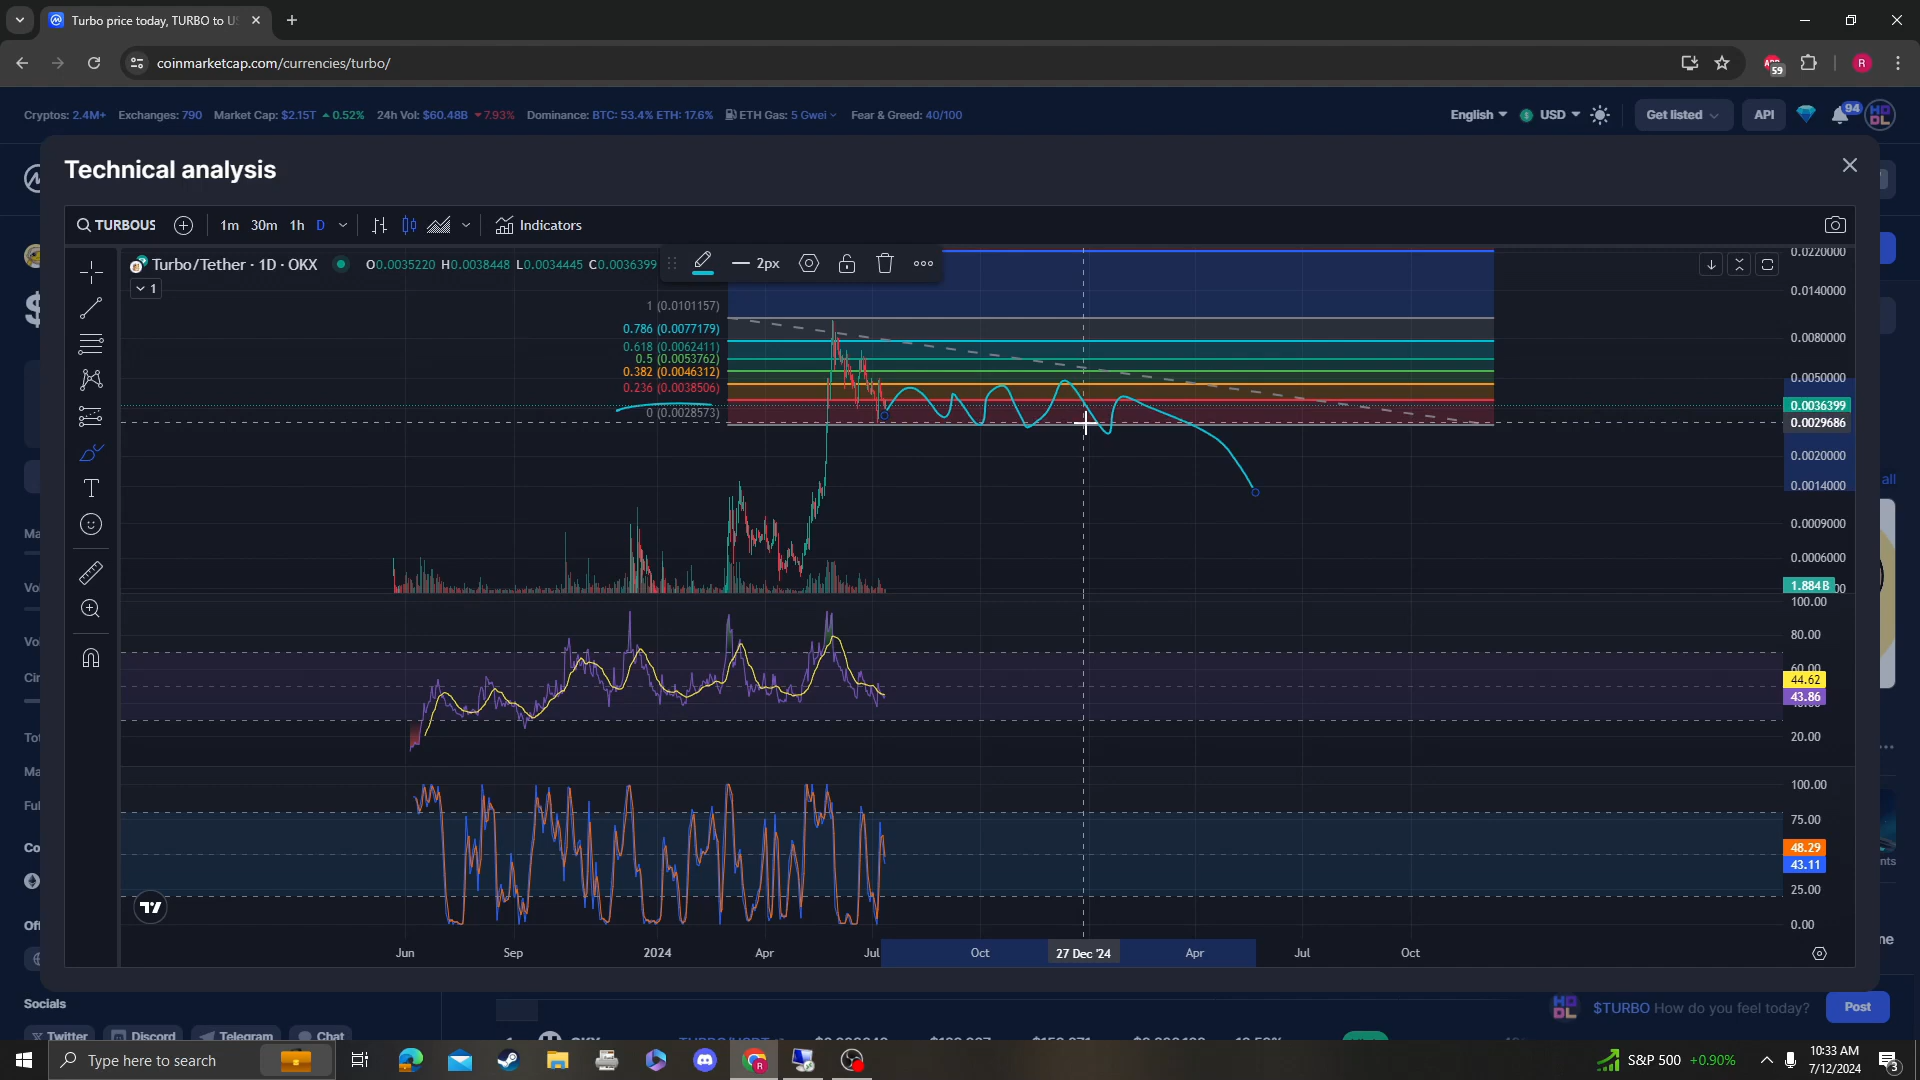 Turbo price today, TURBO to U
coinmarketcap.com/currencies/turbo/
59
R
Cryptos: 2.4M+ Exchanges: 790 Market Cap: $2.15T 0.52% 24h Vol: $60.48B 7.93% Dominance: BTC: 53.4% ETH: 17.6% ETH Gas: 5 Gwei Fear & Greed: 40/100
English USD Get listed API 94
Technical analysis
TURBOUS 1m 30m 1h D Indicators
Turbo/Tether · 1D · OKX O0.0035220 H0.0038448 L0.0034445 C0.0036399
2px
1
1 (0.0101157)
0.786 (0.0077179)
0.618 (0.0062411)
0.5 (0.0053762)
0.382 (0.0046312)
0.236 (0.0038506)
0 (0.0028573)
0.0220000
0.0140000
0.0080000
0.0050000
0.0036399
0.0029686
0.0020000
0.0014000
0.0009000
0.0006000
1.884B
100.00
80.00
60.00
44.62
43.86
20.00
100.00
75.00
48.29
43.11
25.00
0.00
Jun Sep 2024 Apr Jul Oct 27 Dec '24 Apr Jul Oct
Socials
Twitter Discord Telegram Chat
$TURBO How do you feel today? Post
Type here to search
S&P 500 +0.90%
10:33 AM
7/12/2024
3